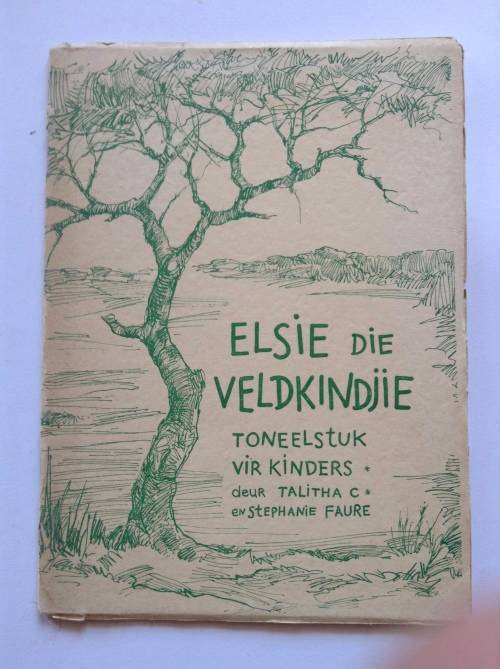 ELSIE DIE
VELDKINDJIE
TONEELSTUK
VIR KINDERS *
deur TALITHA C *
en STEPHANIE FAURE